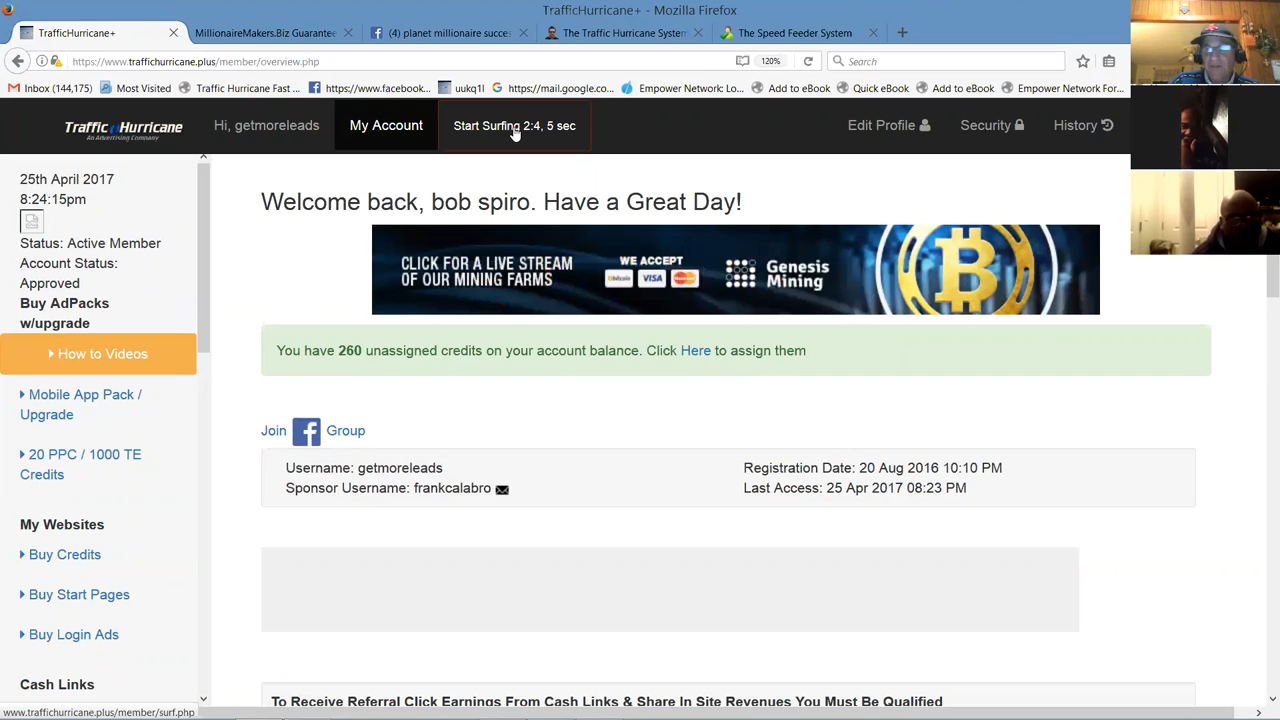 TrafficHurricane+ - Mozilla Firefox
TrafficHurricane+
MillionaireMakers.Biz Guarantee
(4) planet millionaire succes
The Traffic Hurricane System
The Speed Feeder System
https://www.traffichurricane.plus/member/overview.php
120%
Search
Inbox (144,175)
Most Visited
Traffic Hurricane Fast ...
https://www.facebook...
uukq1l
https://mail.google.co...
Empower Network: Lo...
Add to eBook
Quick eBook
Add to eBook
Empower Network: For
Traffic Hurricane
An Advertising Company
Hi, getmoreleads
My Account
Start Surfing 2:4, 5 sec
Edit Profile
Security
History
25th April 2017
8:24:15pm
Status: Active Member
Account Status:
Approved
Buy AdPacks
w/upgrade
How to Videos
Mobile App Pack /
Upgrade
20 PPC / 1000 TE
Credits
My Websites
Buy Credits
Buy Start Pages
Buy Login Ads
Cash Links
Welcome back, bob spiro. Have a Great Day!
CLICK FOR A LIVE STREAM
OF OUR MINING FARMS
WE ACCEPT
bitcoin VISA MasterCard
Genesis
Mining
You have 260 unassigned credits on your account balance. Click Here to assign them
Join Group
Username: getmoreleads
Sponsor Username: frankcalabro
Registration Date: 20 Aug 2016 10:10 PM
Last Access: 25 Apr 2017 08:23 PM
To Receive Referral Click Earnings From Cash Links & Share In Site Revenues You Must Be Qualified
www.traffichurricane.plus/member/surf.php